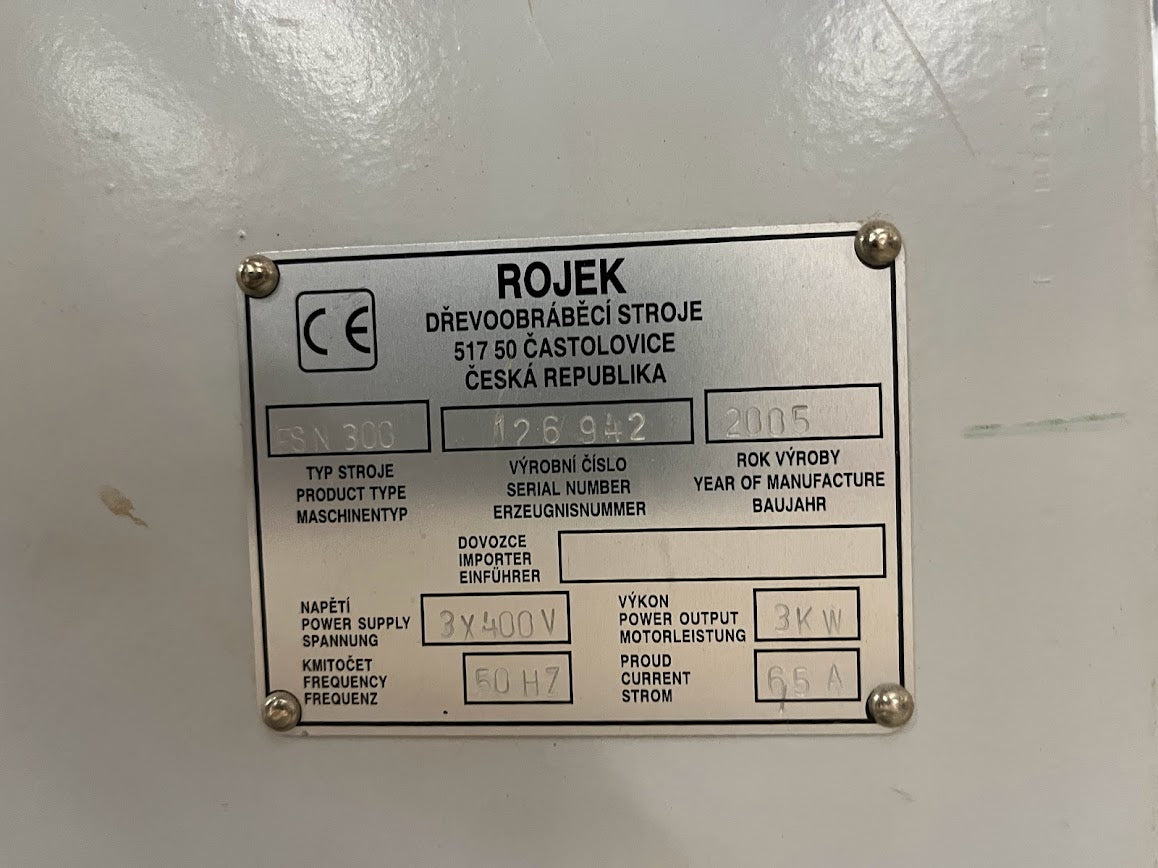 CE
ROJEK
DŘEVOOBRÁBĚCÍ STROJE
517 50 ČASTOLOVICE
ČESKÁ REPUBLIKA
FSN 300
126 942
2005
TYP STROJE
PRODUCT TYPE
MASCHINENTYP
VÝROBNÍ ČÍSLO
SERIAL NUMBER
ERZEUGNISNUMMER
ROK VÝROBY
YEAR OF MANUFACTURE
BAUJAHR
DOVOZCE
IMPORTER
EINFÜHRER
NAPĚTÍ
POWER SUPPLY
SPANNUNG
3X400V
VÝKON
POWER OUTPUT
MOTORLEISTUNG
3KW
KMITOČET
FREQUENCY
FREQUENZ
50 HZ
PROUD
CURRENT
STROM
6,5 A